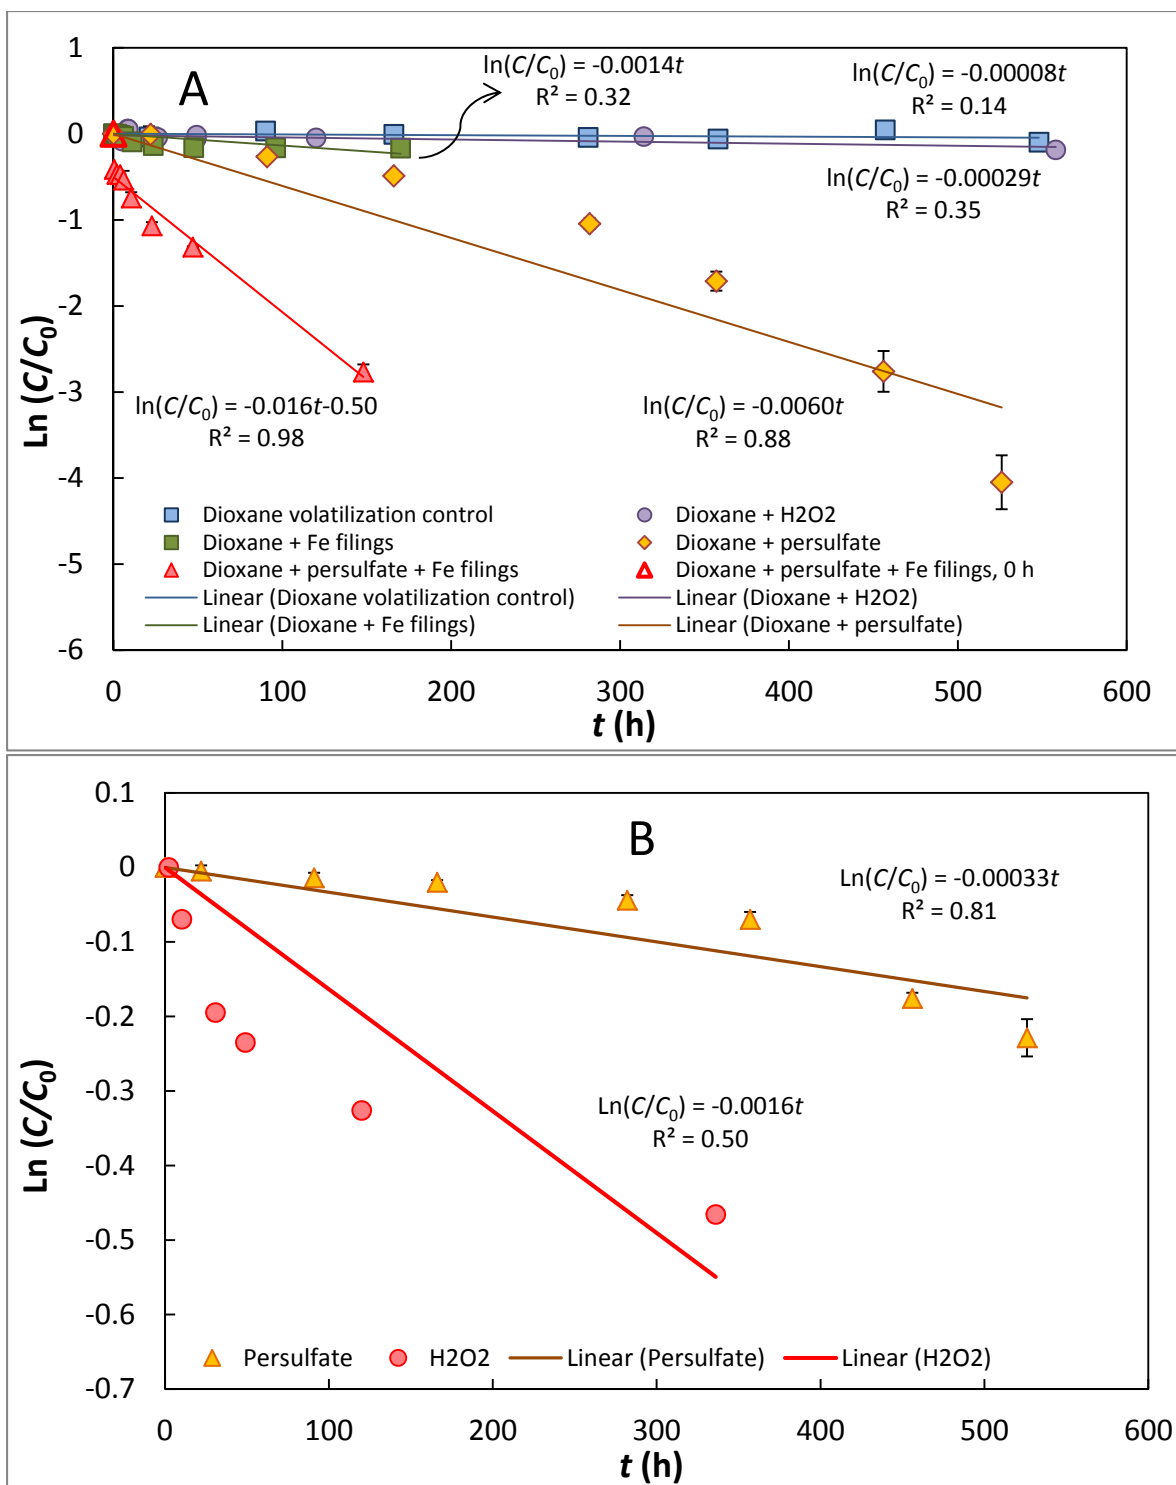 1
0
-1
-2
-3
-4
-5
-6
Ln (C/C0)
A
ln(C/C0) = -0.0014t
R² = 0.32
ln(C/C0) = -0.00008t
R² = 0.14
ln(C/C0) = -0.00029t
R² = 0.35
ln(C/C0) = -0.016t-0.50
R² = 0.98
ln(C/C0) = -0.0060t
R² = 0.88
Dioxane volatilization control
Dioxane + H2O2
Dioxane + Fe filings
Dioxane + persulfate
Dioxane + persulfate + Fe filings
Dioxane + persulfate + Fe filings, 0 h
Linear (Dioxane volatilization control)
Linear (Dioxane + H2O2)
Linear (Dioxane + Fe filings)
Linear (Dioxane + persulfate)
0 100 200 300 400 500 600
t (h)
0.1
0
-0.1
-0.2
-0.3
-0.4
-0.5
-0.6
-0.7
Ln (C/C0)
B
Ln(C/C0) = -0.00033t
R² = 0.81
Ln(C/C0) = -0.0016t
R² = 0.50
Persulfate H2O2 Linear (Persulfate) Linear (H2O2)
0 100 200 300 400 500 600
t (h)